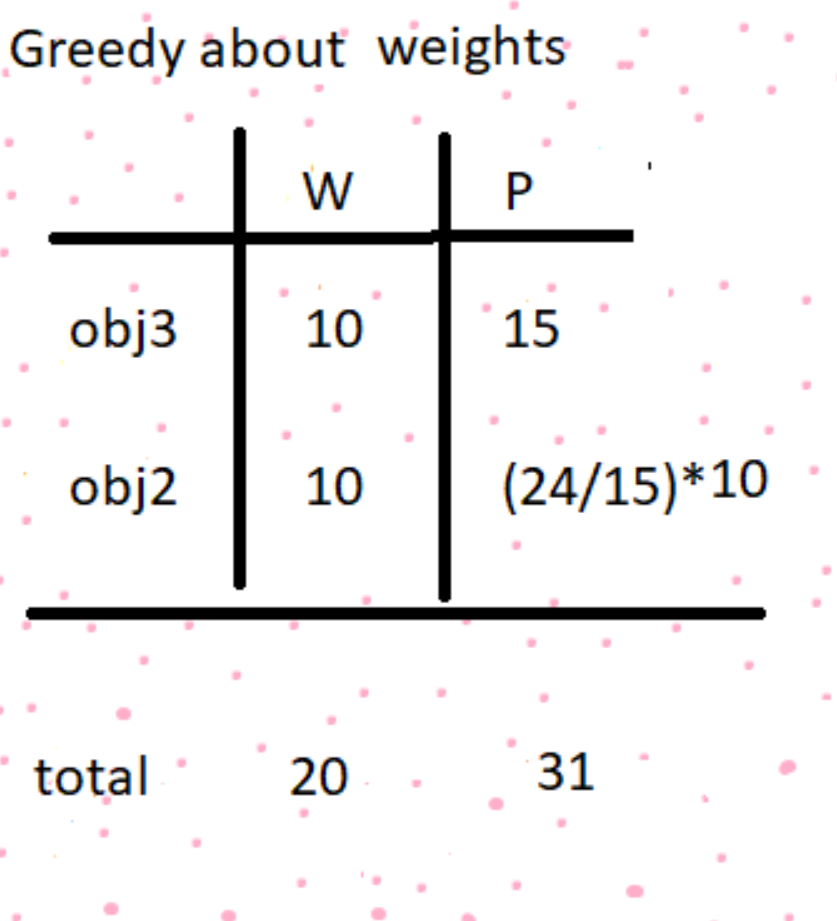 Greedy about weights
W P
obj3 10 15
obj2 10 (24/15)*10
total 20 31